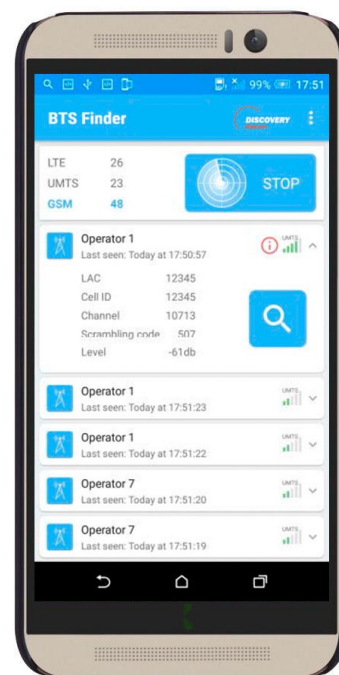 99% 17:51
BTS Finder
DISCOVERY
LTE 26
UMTS 23
GSM 48
STOP
Operator 1
Last seen: Today at 17:50:57
UMTS
LAC 12345
Cell ID 12345
Channel 10713
Scrambling code 507
Level -61db
Operator 1
Last seen: Today at 17:51:23
UMTS
Operator 1
Last seen: Today at 17:51:22
UMTS
Operator 7
Last seen: Today at 17:51:20
UMTS
Operator 7
Last seen: Today at 17:51:19
UMTS